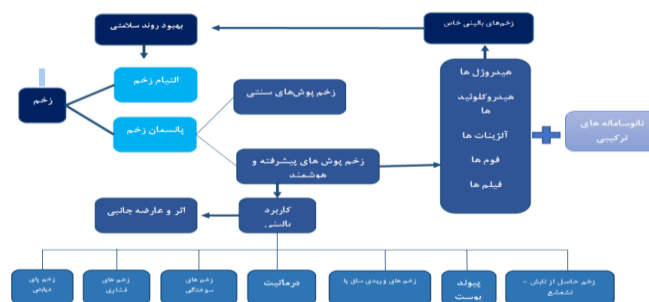 بهبود روند سلامتی
زخم‌های بالینی خاص
زخم
التیام زخم
پانسمان زخم
زخم پوش‌های سنتی
زخم پوش های پیشرفته و
هوشمند
هیدروژل ها
هیدروکلوئید
ها
آلژینات ها
فوم ها
فیلم ها
نانوسامانه های
ترکیبی
کاربرد
بالینی
اثر و عارضه جانبی
زخم حاصل از تابش -
تشعشع
پیوند
پوست
زخم های وریدی ساق پا
درماتیت
زخم های
سوختگی
زخم های
فشاری
زخم پای
دیابتی